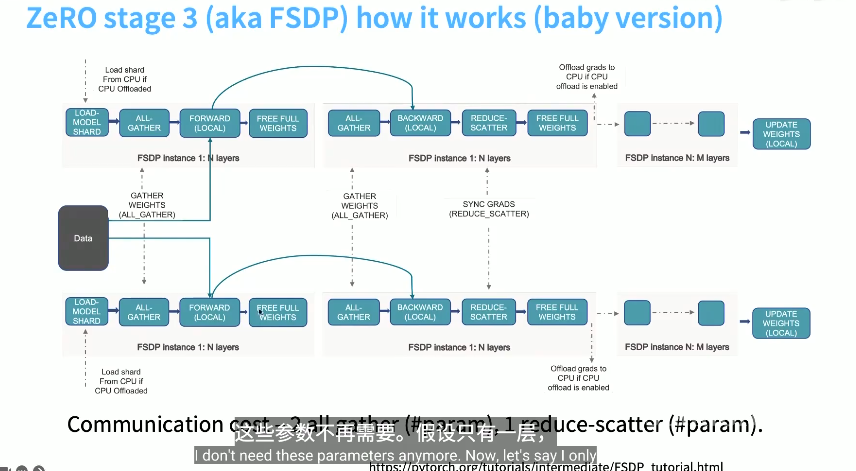 ZeRO stage 3 (aka FSDP) how it works (baby version)
Load shard
From CPU if
CPU Offloaded
Offload grads to
CPU if CPU
offload is enabled
LOAD-
MODEL
SHARD
ALL-
GATHER
FORWARD
(LOCAL)
FREE FULL
WEIGHTS
ALL-
GATHER
BACKWARD
(LOCAL)
REDUCE-
SCATTER
FREE FULL
WEIGHTS
UPDATE
WEIGHTS
(LOCAL)
FSDP instance 1: N layers
FSDP instance 1: N layers
FSDP instance N: M layers
GATHER
WEIGHTS
(ALL_GATHER)
GATHER
WEIGHTS
(ALL_GATHER)
SYNC GRADS
(REDUCE_SCATTER)
Data
LOAD-
MODEL
SHARD
ALL-
GATHER
FORWARD
(LOCAL)
FREE FULL
WEIGHTS
ALL-
GATHER
BACKWARD
(LOCAL)
REDUCE-
SCATTER
FREE FULL
WEIGHTS
UPDATE
WEIGHTS
(LOCAL)
FSDP instance 1: N layers
FSDP instance 1: N layers
FSDP instance N: M layers
Load shard
From CPU if
CPU Offloaded
Offload grads to
CPU if CPU
offload is enabled
Communication cost 2 all gather (#param), 1 reduce-scatter (#param).
这些参数不再需要。假设只有一层，
I don't need these parameters anymore. Now, let's say I only
https://pytorch.org/tutorials/intermediate/FSDP_tutorial.html